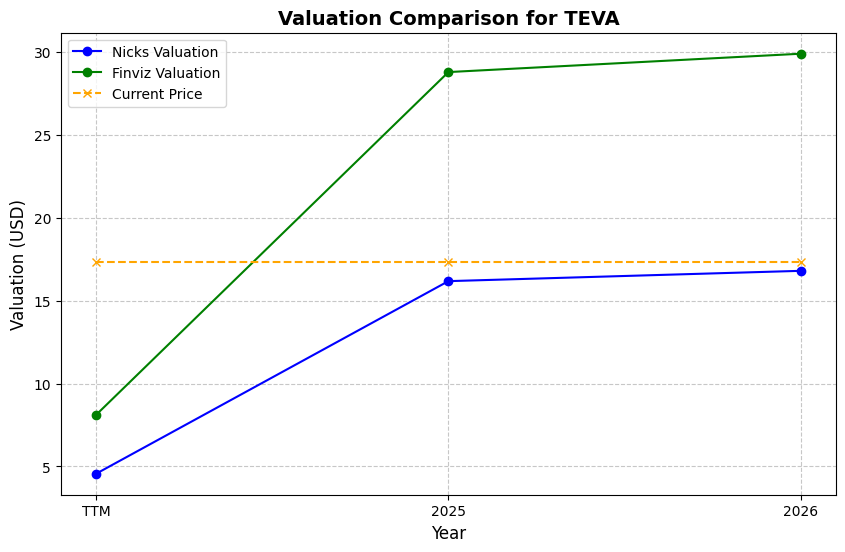 Valuation Comparison for TEVA
Nicks Valuation
Finviz Valuation
Current Price
30
25
20
15
10
5
Valuation (USD)
TTM
2025
2026
Year